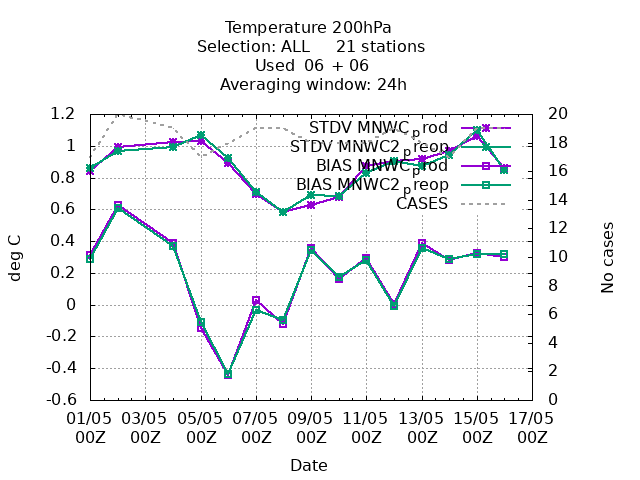 Temperature 200hPa
Selection: ALL 21 stations
Used 06 + 06
Averaging window: 24h
STDV MNWC_prod
STDV MNWC2_preop
BIAS MNWC_prod
BIAS MNWC2_preop
CASES
1.2
1
0.8
0.6
0.4
0.2
0
-0.2
-0.4
-0.6
deg C
20
18
16
14
12
10
8
6
4
2
0
No cases
01/05 03/05 05/05 07/05 09/05 11/05 13/05 15/05 17/05
00Z 00Z 00Z 00Z 00Z 00Z 00Z 00Z 00Z
Date